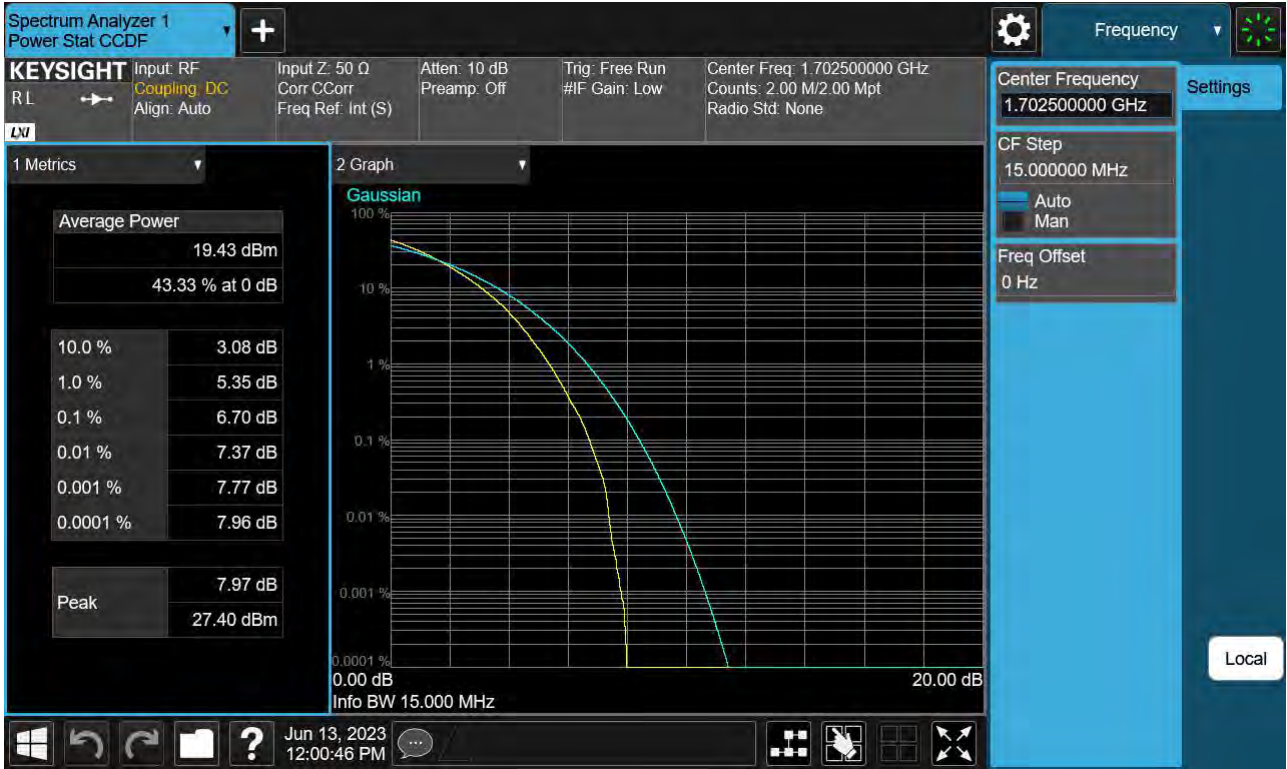 Spectrum Analyzer 1
Power Stat CCDF
Frequency
KEYSIGHT
R L
LXI
Input: RF
Coupling: DC
Align: Auto
Input Z: 50 Ω
Corr CCorr
Freq Ref: Int (S)
Atten: 10 dB
Preamp: Off
Trig: Free Run
#IF Gain: Low
Center Freq: 1.702500000 GHz
Counts: 2.00 M/2.00 Mpt
Radio Std: None
Center Frequency
1.702500000 GHz
Settings
CF Step
15.000000 MHz
Auto
Man
Freq Offset
0 Hz
1 Metrics
Average Power
19.43 dBm
43.33 % at 0 dB
10.0 % 3.08 dB
1.0 % 5.35 dB
0.1 % 6.70 dB
0.01 % 7.37 dB
0.001 % 7.77 dB
0.0001 % 7.96 dB
Peak
7.97 dB
27.40 dBm
2 Graph
Gaussian
100 %
10 %
1 %
0.1 %
0.01 %
0.001 %
0.0001 %
0.00 dB 20.00 dB
Info BW 15.000 MHz
Local
?
Jun 13, 2023
12:00:46 PM